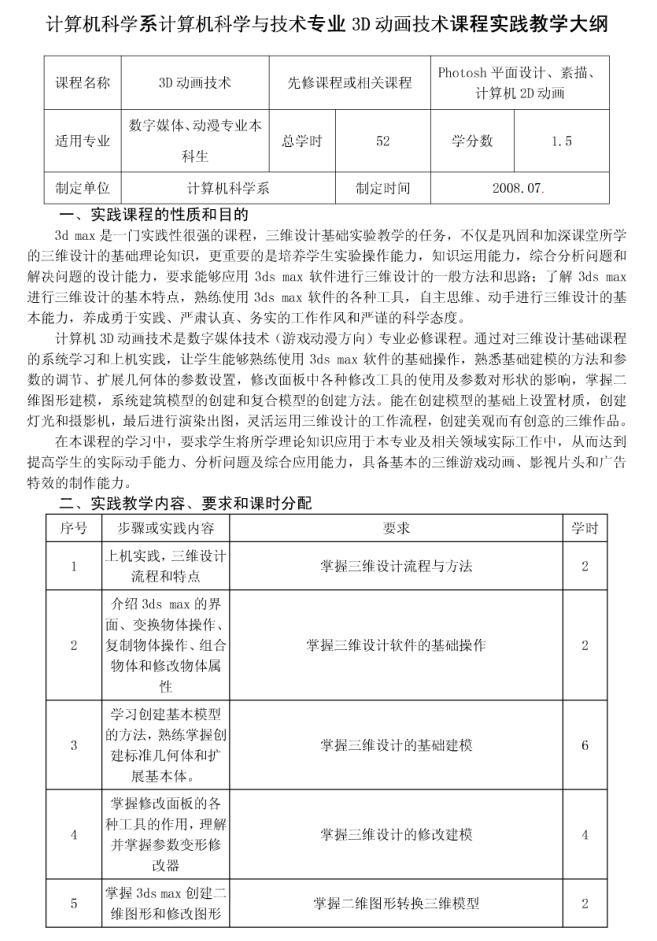 计算机科学系计算机科学与技术专业 3D 动画技术课程实践教学大纲
课程名称 3D 动画技术 先修课程或相关课程 Photosh 平面设计、素描、
计算机 2D 动画
适用专业 数字媒体、动漫专业本
科生 总学时 52 学分数 1.5
制定单位 计算机科学系 制定时间 2008.07.
一、实践课程的性质和目的
3d max 是一门实践性很强的课程，三维设计基础实验教学的任务，不仅是巩固和加深课堂所学
的三维设计的基础理论知识，更重要的是培养学生实验操作能力，知识运用能力，综合分析问题和
解决问题的设计能力，要求能够应用 3ds max 软件进行三维设计的一般方法和思路；了解 3ds max
进行三维设计的基本特点，熟练使用 3ds max 软件的各种工具，自主思维、动手进行三维设计的基
本能力，养成勇于实践、严肃认真、务实的工作作风和严谨的科学态度。
计算机 3D 动画技术是数字媒体技术（游戏动漫方向）专业必修课程。通过对三维设计基础课程
的系统学习和上机实践，让学生能够熟练使用 3ds max 软件的基础操作，熟悉基础建模的方法和参
数的调节、扩展几何体的参数设置，修改面板中各种修改工具的使用及参数对形状的影响，掌握二
维图形建模，系统建筑模型的创建和复合模型的创建方法。能在创建模型的基础上设置材质，创建
灯光和摄影机，最后进行演染出图，灵活运用三维设计的工作流程，创建美观而有创意的三维作品。
在本课程的学习中，要求学生将所学理论知识应用于本专业及相关领域实际工作中，从而达到
提高学生的实际动手能力、分析问题及综合应用能力，具备基本的三维游戏动画、影视片头和广告
特效的制作能力。
二、实践教学内容、要求和课时分配
序号 步骤或实践内容 要求 学时
1 上机实践，三维设计
流程和特点 掌握三维设计流程与方法 2
介绍 3ds max 的界
面、变换物体操作、
2 复制物体操作、组合 掌握三维设计软件的基础操作 2
物体和修改物体属
性
学习创建基本模型
的方法，熟练掌握创
3 建标准几何体和扩 掌握三维设计的基础建模 6
展基本体。
掌握修改面板的各
种工具的作用，理解
4 并掌握参数变形修 掌握三维设计的修改建模 4
改器
5 掌握 3ds max 创建二
维图形和修改图形 掌握二维图形转换三维模型 2